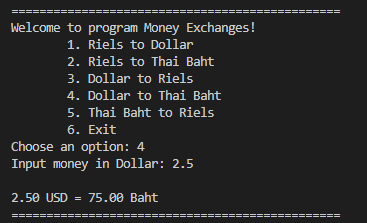 ===============================================
Welcome to program Money Exchanges!
1. Riels to Dollar
2. Riels to Thai Baht
3. Dollar to Riels
4. Dollar to Thai Baht
5. Thai Baht to Riels
6. Exit
Choose an option: 4
Input money in Dollar: 2.5
2.50 USD = 75.00 Baht
===============================================